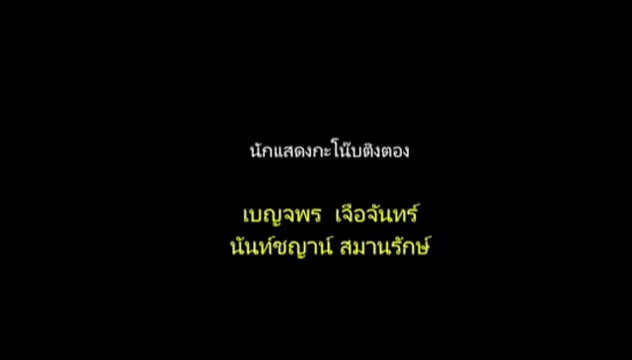 นักแสดงกะโน๊บติงตอง
เบญจพร เจือจันทร์
นันท์ชญาน์ สมานรักษ์